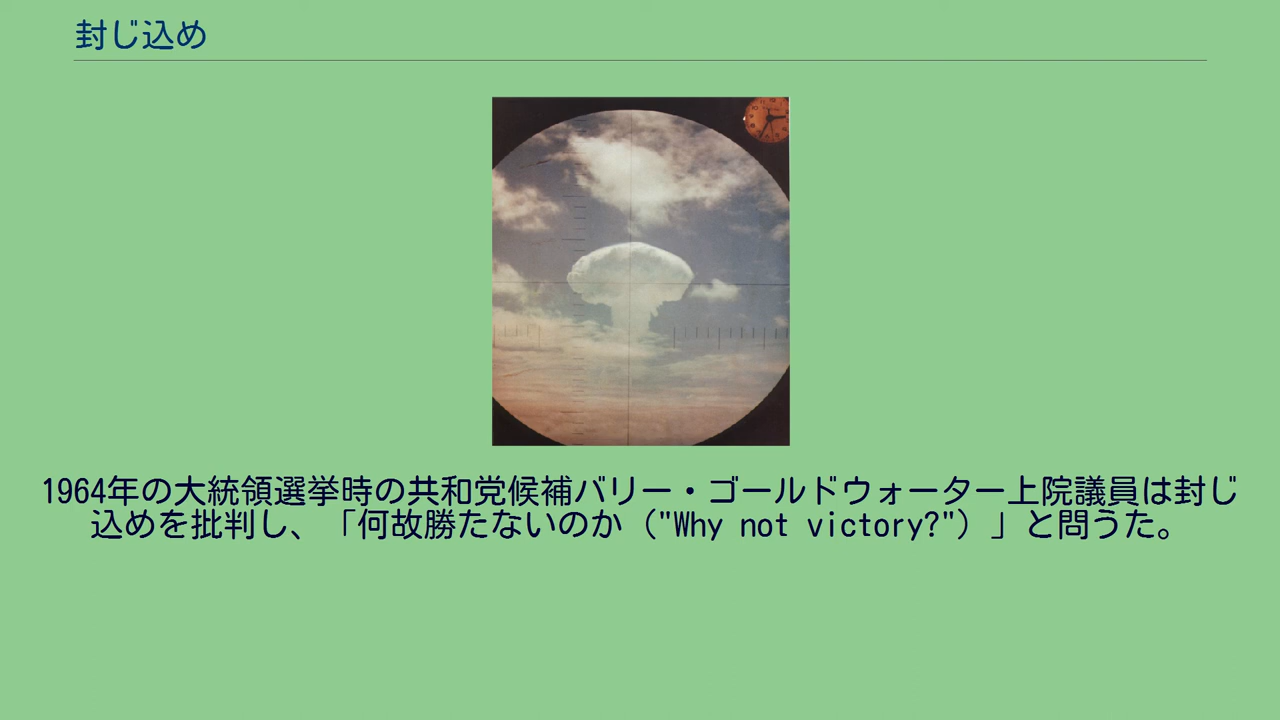 封じ込め
1964年の大統領選挙時の共和党候補バリー・ゴールドウォーター上院議員は封じ
込めを批判し、「何故勝たないのか（"Why not victory?"）」と問うた。